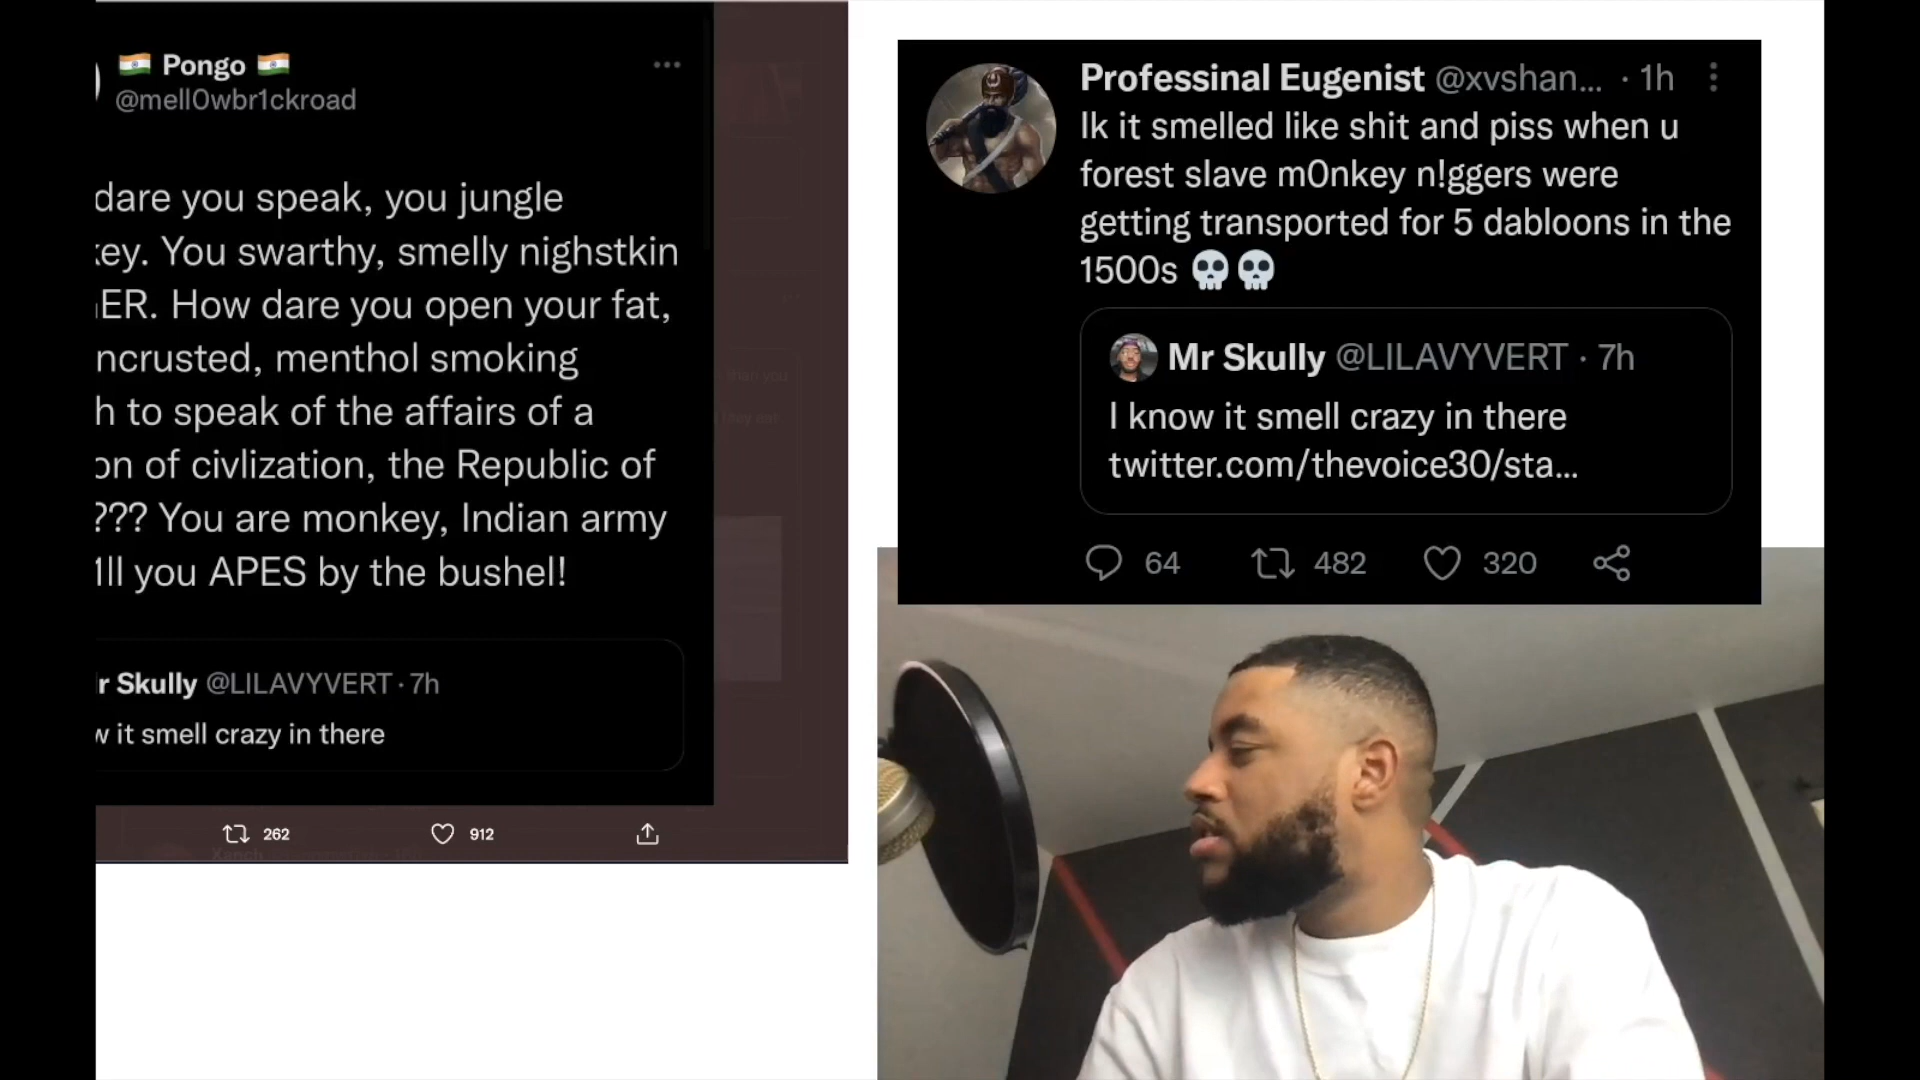 🇮🇳 Pongo 🇮🇳
@mell0wbr1ckroad
dare you speak, you jungle
key. You swarthy, smelly nighstkin
ER. How dare you open your fat,
ncrusted, menthol smoking
h to speak of the affairs of a
on of civlization, the Republic of
??? You are monkey, Indian army
1ll you APES by the bushel!
r Skully @LILAVYVERT · 7h
w it smell crazy in there
262 912
Professinal Eugenist @xvshan... · 1h
Ik it smelled like shit and piss when u
forest slave m0nkey n!ggers were
getting transported for 5 dabloons in the
1500s 💀💀
Mr Skully @LILAVYVERT · 7h
I know it smell crazy in there
twitter.com/thevoice30/sta...
64 482 320